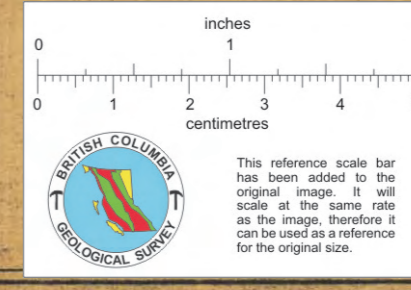 inches
0 1
0 1 2 3 4
centimetres
BRITISH COLUMBIA
GEOLOGICAL SURVEY
This reference scale bar
has been added to the
original image. It will
scale at the same rate
as the image, therefore it
can be used as a reference
for the original size.